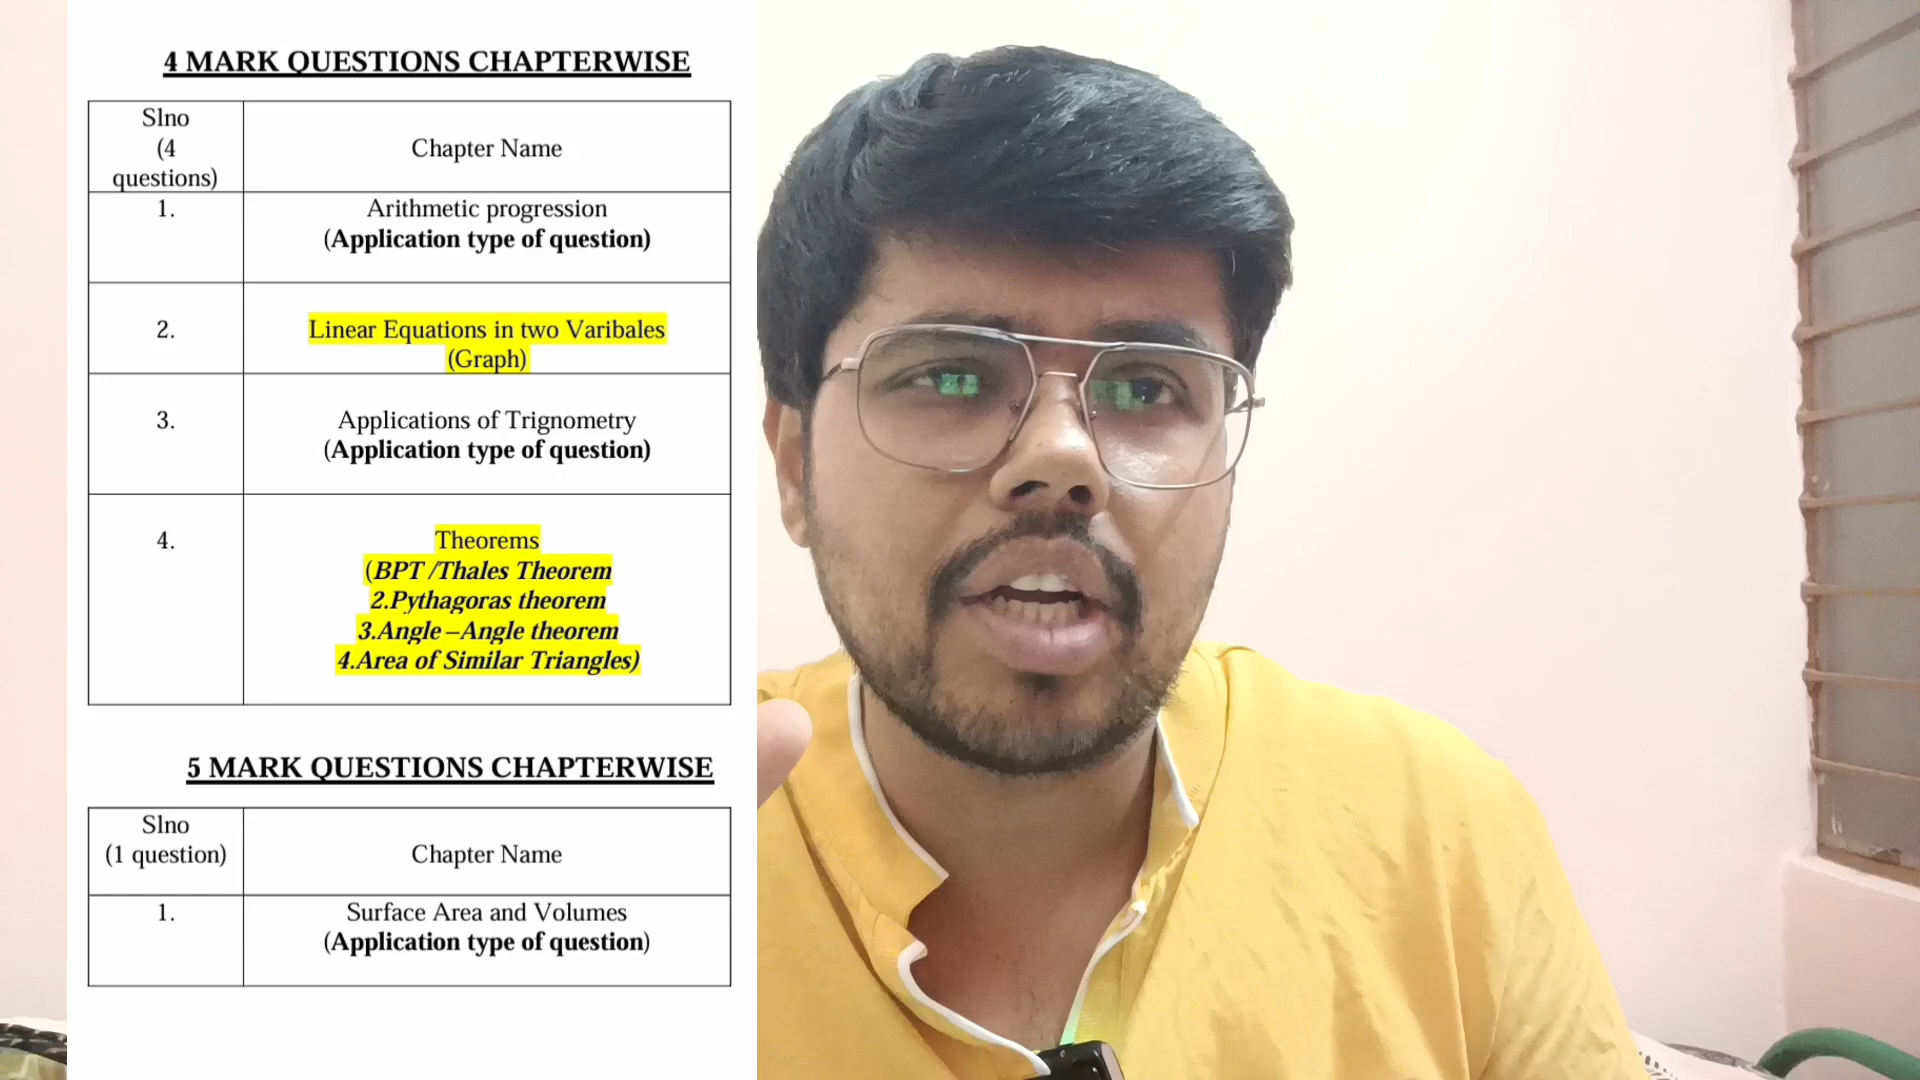 4 MARK QUESTIONS CHAPTERWISE
Slno
(4
questions)
Chapter Name
1.
Arithmetic progression
(Application type of question)
2.
Linear Equations in two Varibales
(Graph)
3.
Applications of Trignometry
(Application type of question)
4.
Theorems
(BPT /Thales Theorem
2.Pythagoras theorem
3.Angle –Angle theorem
4.Area of Similar Triangles)
5 MARK QUESTIONS CHAPTERWISE
Slno
(1 question)
Chapter Name
1.
Surface Area and Volumes
(Application type of question)